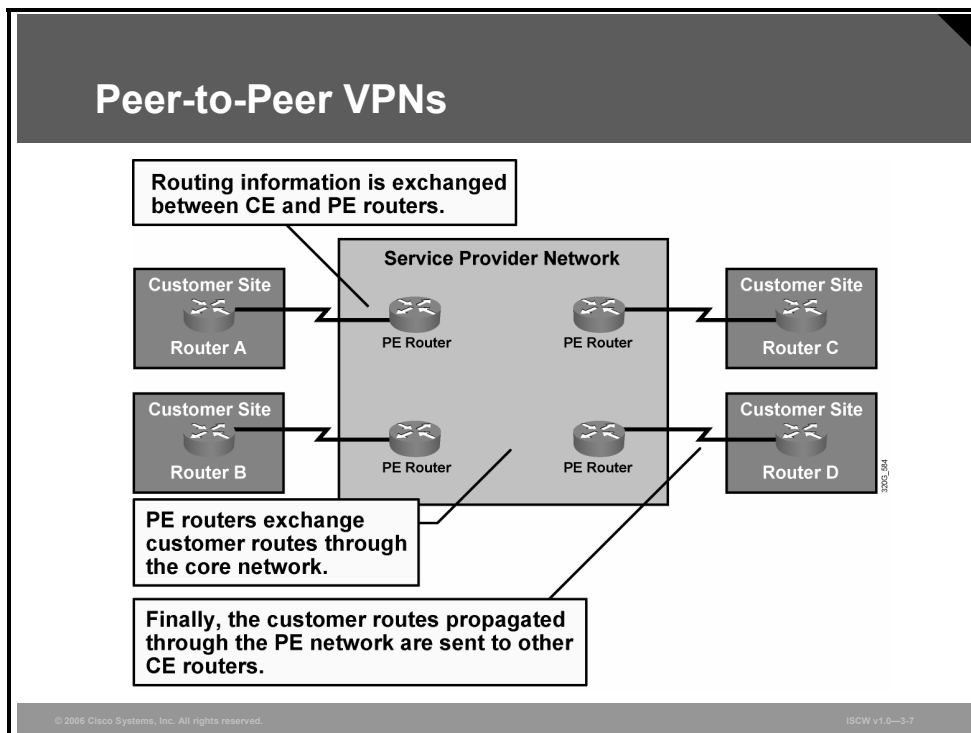 Peer-to-Peer VPNs
Routing information is exchanged
between CE and PE routers.
Service Provider Network
Customer Site
Router A
PE Router
PE Router
Customer Site
Router C
Customer Site
Router B
PE Router
PE Router
Customer Site
Router D
320G_584
PE routers exchange
customer routes through
the core network.
Finally, the customer routes propagated
through the PE network are sent to other
CE routers.
© 2006 Cisco Systems, Inc. All rights reserved.
ISCW v1.0—3-7